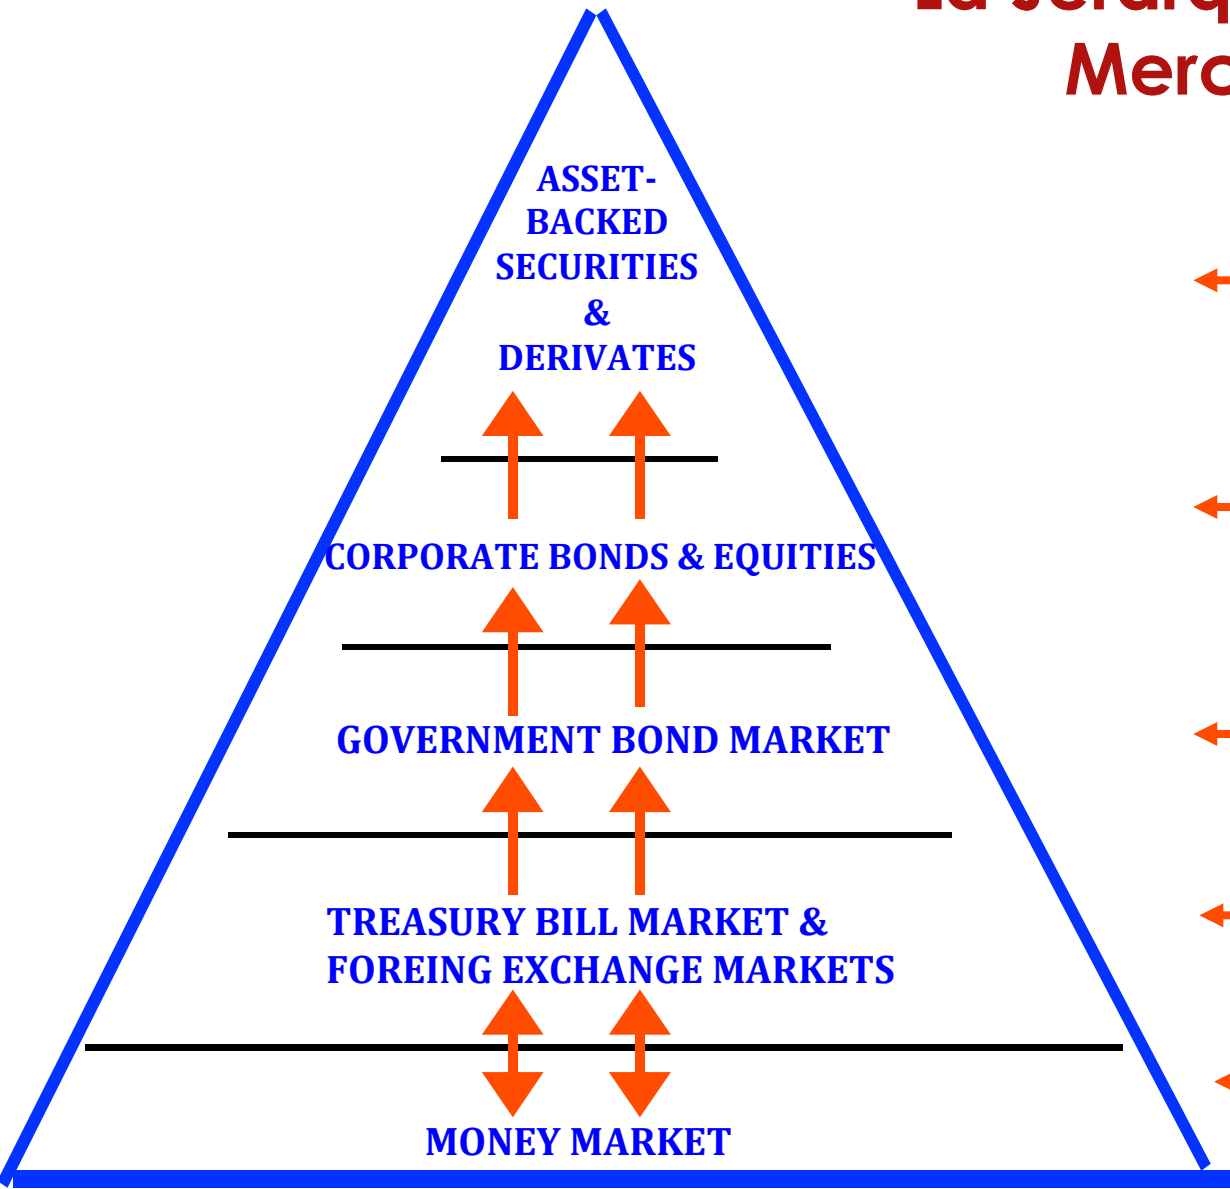 Merc
ASSET-
BACKED
SECURITIES
&
DERIVATES
CORPORATE BONDS & EQUITIES
GOVERNMENT BOND MARKET
TREASURY BILL MARKET &
FOREING EXCHANGE MARKETS
MONEY MARKET